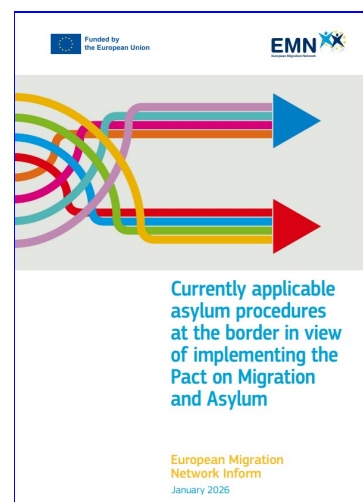 Funded by
the European Union
EMN
European Migration Network
Currently applicable
asylum procedures
at the border in view
of implementing the
Pact on Migration
and Asylum
European Migration
Network Inform
January 2026